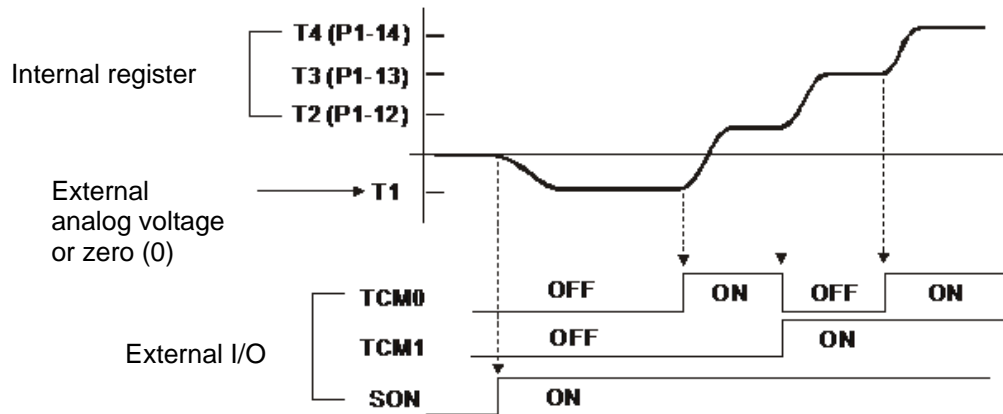 T4 (P1-14)
Internal register
T3 (P1-13)
T2 (P1-12)
External
analog voltage
or zero (0)
T1
TCM0
OFF
ON
OFF
ON
External I/O
TCM1
OFF
ON
SON
ON